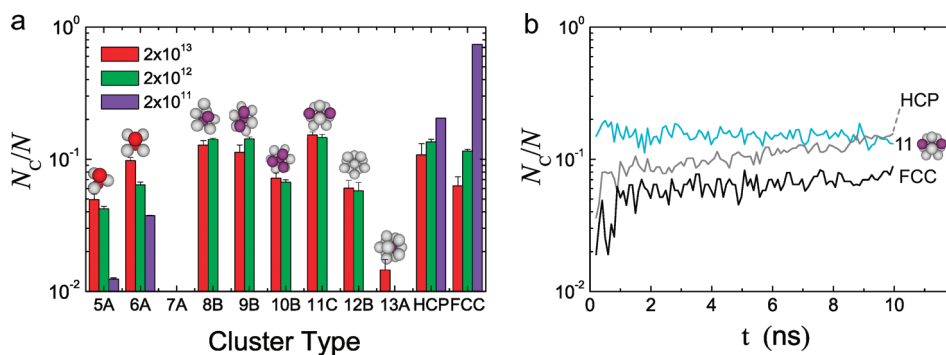 a
10^0
10^-1
10^-2
N_C/N
2x10^13
2x10^12
2x10^11
5A 6A 7A 8B 9B 10B 11C 12B 13A HCP FCC
Cluster Type
b
10^0
10^-1
10^-2
N_C/N
HCP
11
FCC
0 2 4 6 8 10
t (ns)